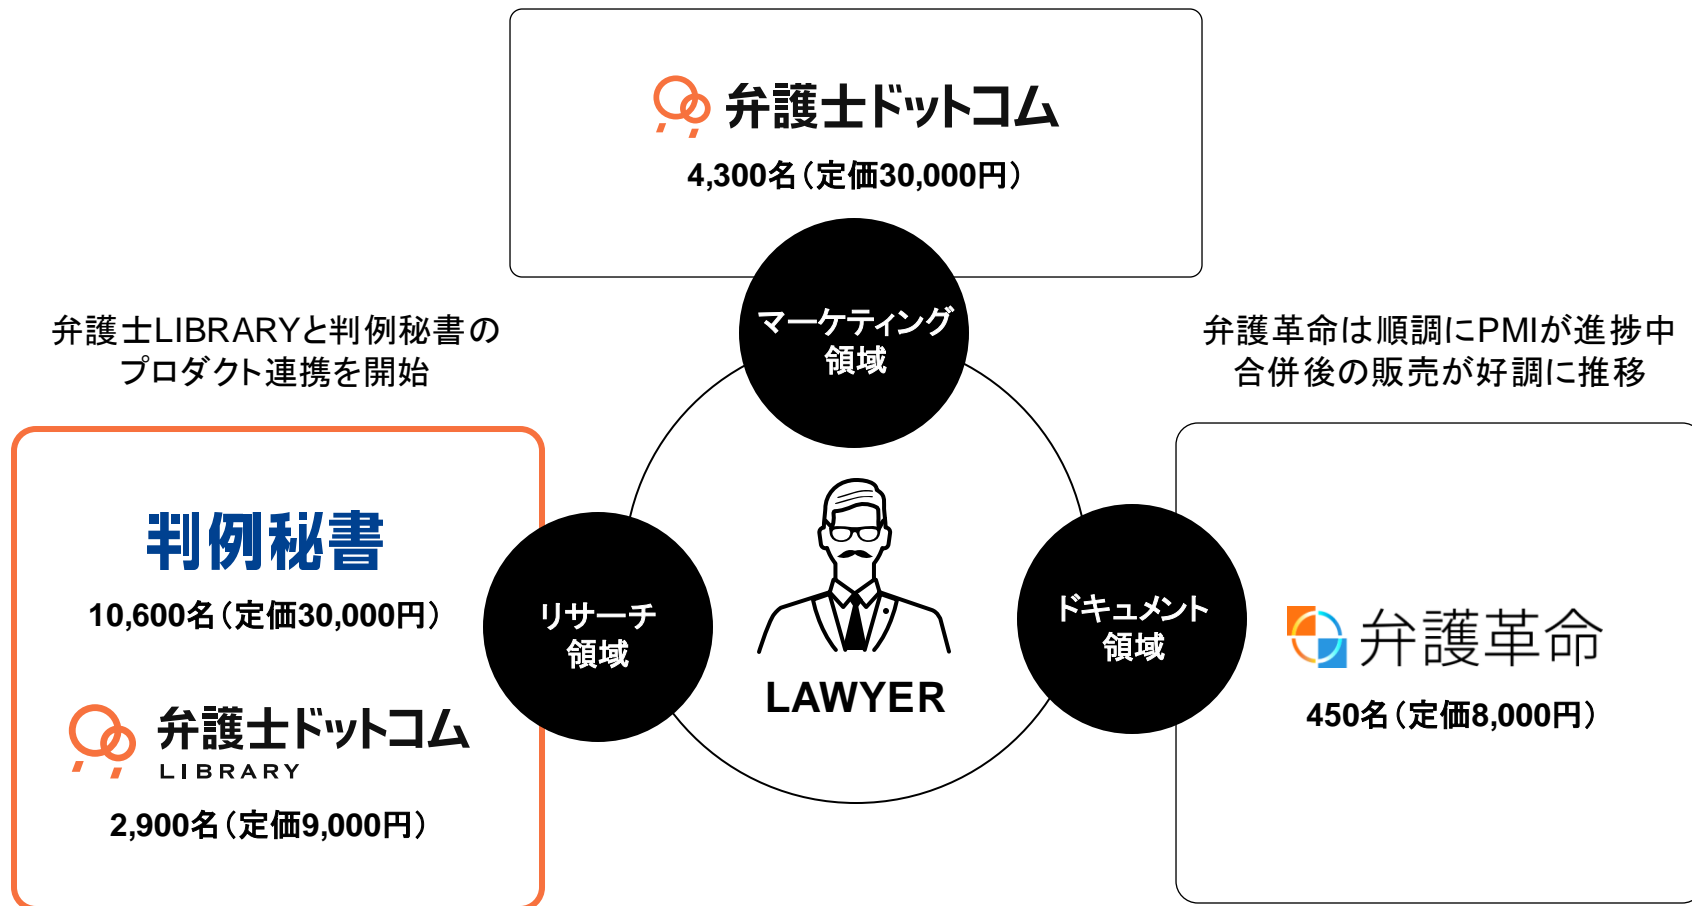 弁護士ドットコム
4,300名（定価30,000円）
マーケティング
領域
弁護士LIBRARYと判例秘書の
プロダクト連携を開始
弁護革命は順調にPMIが進捗中
合併後の販売が好調に推移
判例秘書
10,600名（定価30,000円）
弁護士ドットコム
LIBRARY
2,900名（定価9,000円）
リサーチ
領域
LAWYER
ドキュメント
領域
弁護革命
450名（定価8,000円）